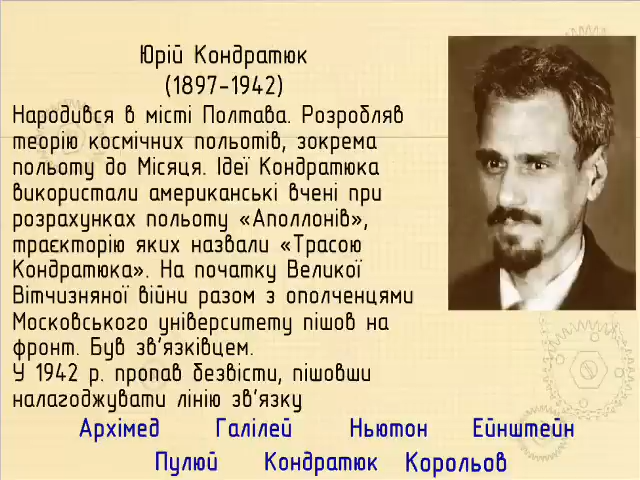 Юрій Кондратюк
(1897-1942)
Народився в місті Полтава. Розробляв
теорію космічних польотів, зокрема
польоту до Місяця. Ідеї Кондратюка
використали американські вчені при
розрахунках польоту «Аполлонів»,
траєкторію яких назвали «Трасою
Кондратюка». На початку Великої
Вітчизняної війни разом з ополченцями
Московського університету пішов на
фронт. Був зв'язківцем.
У 1942 р. пропав безвісти, пішовши
налагоджувати лінію зв'язку
Архімед Галілей Ньютон Ейнштейн
Пулюй Кондратюк Корольов